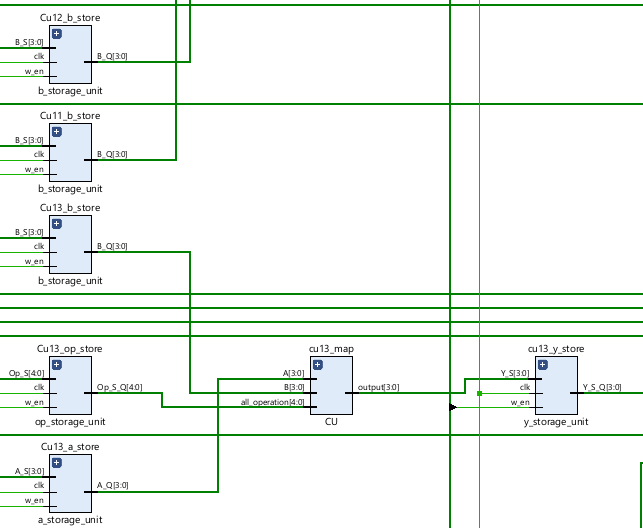 Cu12_b_store
B_S[3:0]
clk
w_en
B_Q[3:0]
b_storage_unit
Cu11_b_store
B_S[3:0]
clk
w_en
B_Q[3:0]
b_storage_unit
Cu13_b_store
B_S[3:0]
clk
w_en
B_Q[3:0]
b_storage_unit
Cu13_op_store
Op_S[4:0]
clk
w_en
Op_S_Q[4:0]
op_storage_unit
cu13_map
A[3:0]
B[3:0]
all_operation[4:0]
output[3:0]
CU
cu13_y_store
Y_S[3:0]
clk
w_en
Y_S_Q[3:0]
y_storage_unit
Cu13_a_store
A_S[3:0]
clk
w_en
A_Q[3:0]
a_storage_unit